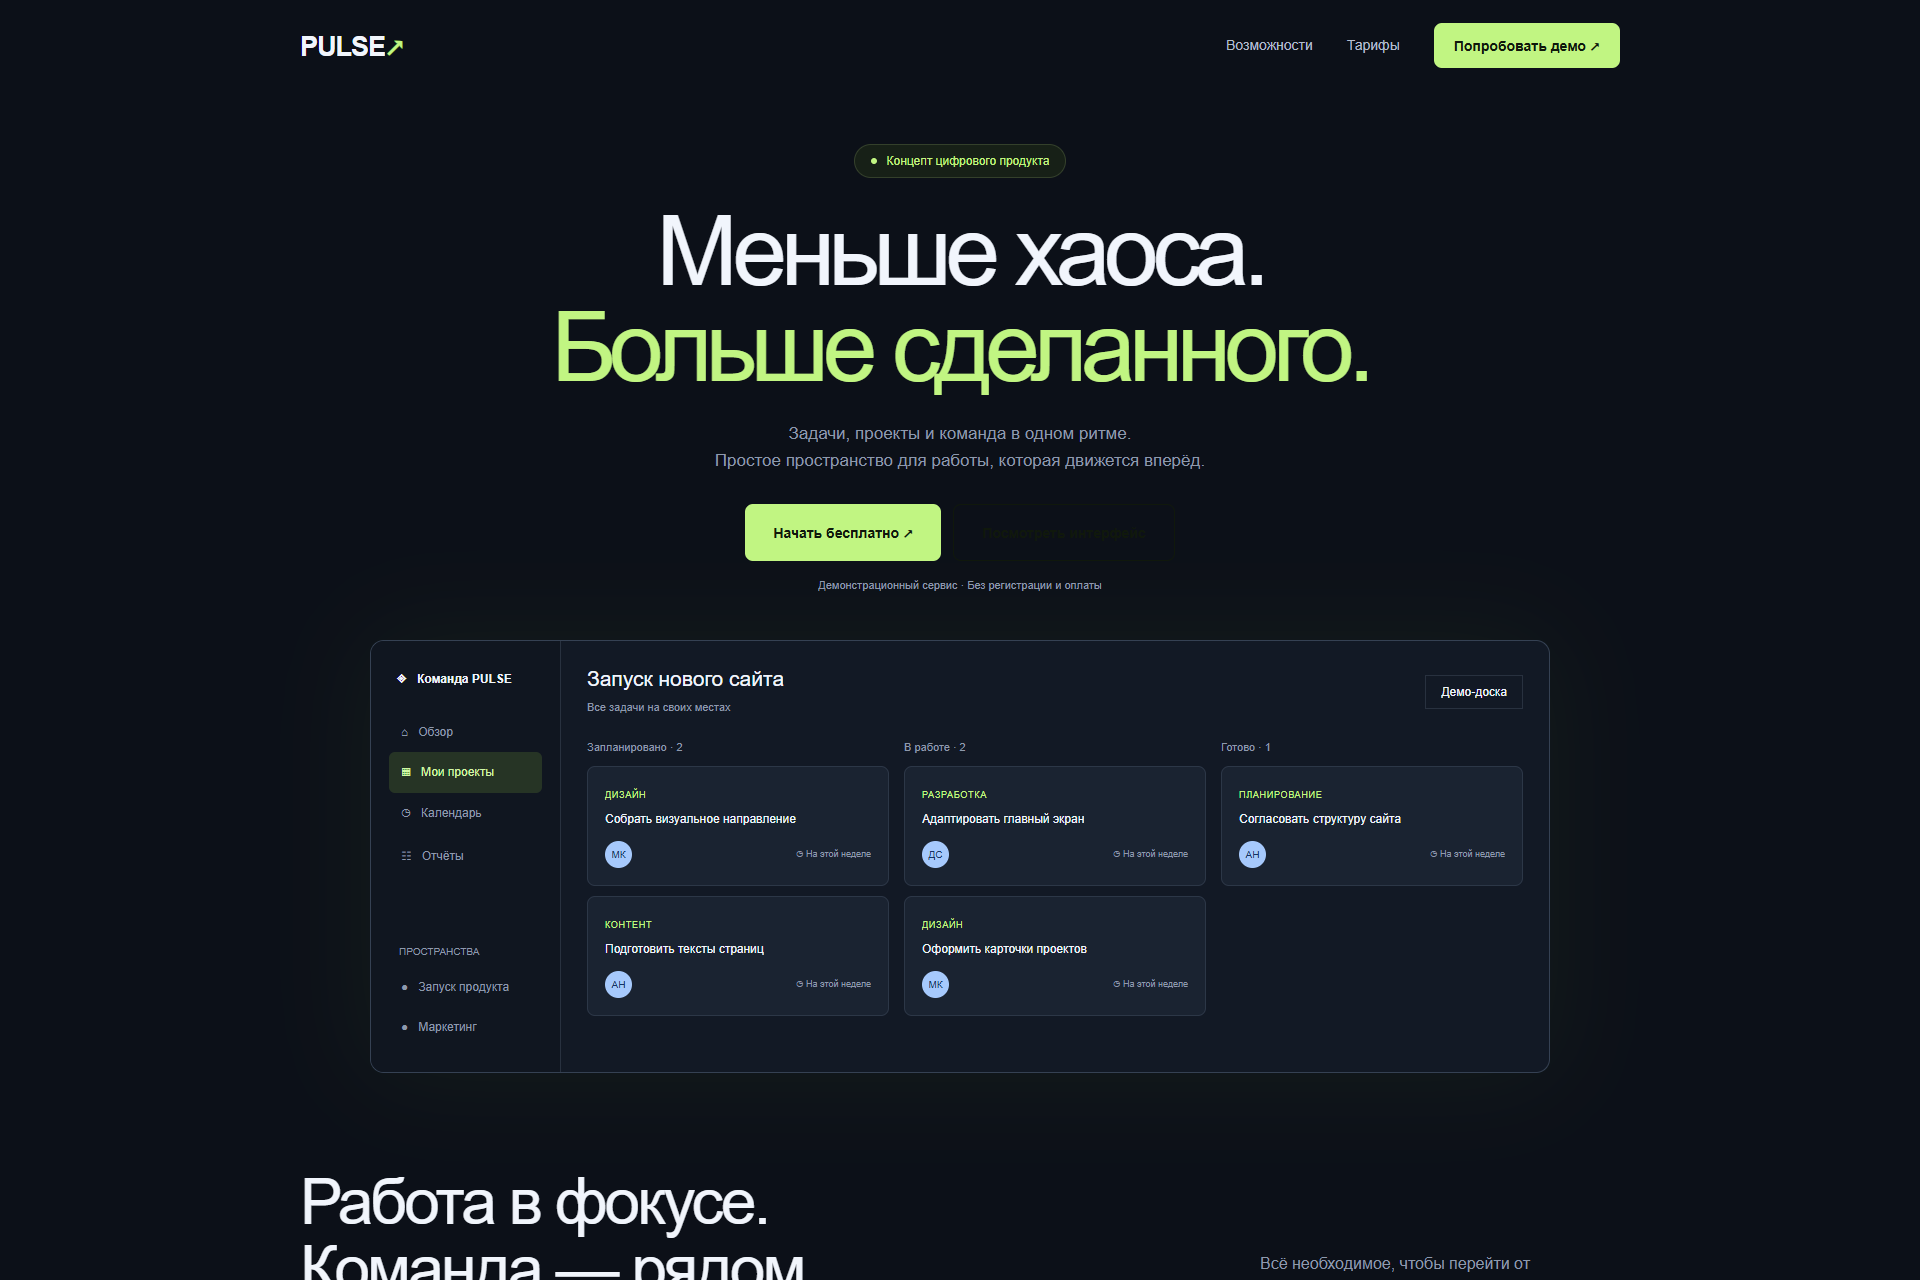 PULSE↗
Возможности
Тарифы
Попробовать демо ↗
Концепт цифрового продукта
Меньше хаоса.
Больше сделанного.
Задачи, проекты и команда в одном ритме.
Простое пространство для работы, которая движется вперёд.
Начать бесплатно ↗
Посмотреть интерфейс
Демонстрационный сервис · Без регистрации и оплаты
Команда PULSE
Обзор
Мои проекты
Календарь
Отчёты
ПРОСТРАНСТВА
Запуск продукта
Маркетинг
Запуск нового сайта
Все задачи на своих местах
Демо-доска
Запланировано · 2
ДИЗАЙН
Собрать визуальное направление
МК
На этой неделе
КОНТЕНТ
Подготовить тексты страниц
АН
На этой неделе
В работе · 2
РАЗРАБОТКА
Адаптировать главный экран
ДС
На этой неделе
ДИЗАЙН
Оформить карточки проектов
МК
На этой неделе
Готово · 1
ПЛАНИРОВАНИЕ
Согласовать структуру сайта
АН
На этой неделе
Работа в фокусе.
Команда — рядом
Всё необходимое, чтобы перейти от